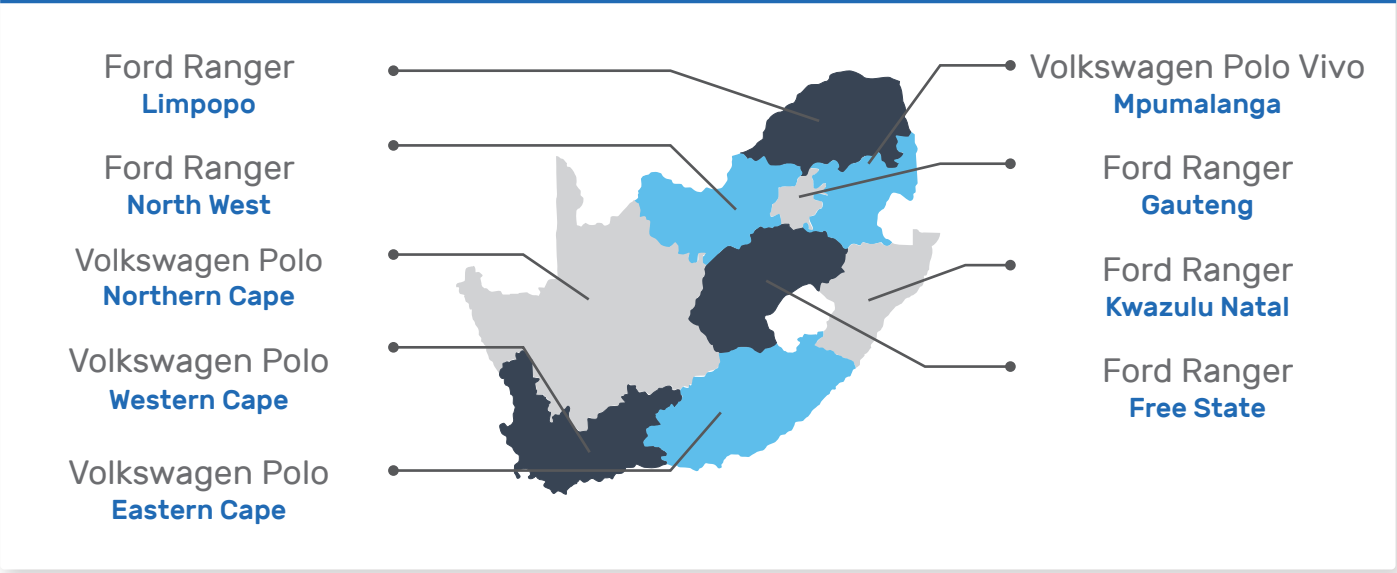 Ford Ranger
Limpopo
Ford Ranger
North West
Volkswagen Polo
Northern Cape
Volkswagen Polo
Western Cape
Volkswagen Polo
Eastern Cape
Volkswagen Polo Vivo
Mpumalanga
Ford Ranger
Gauteng
Ford Ranger
Kwazulu Natal
Ford Ranger
Free State